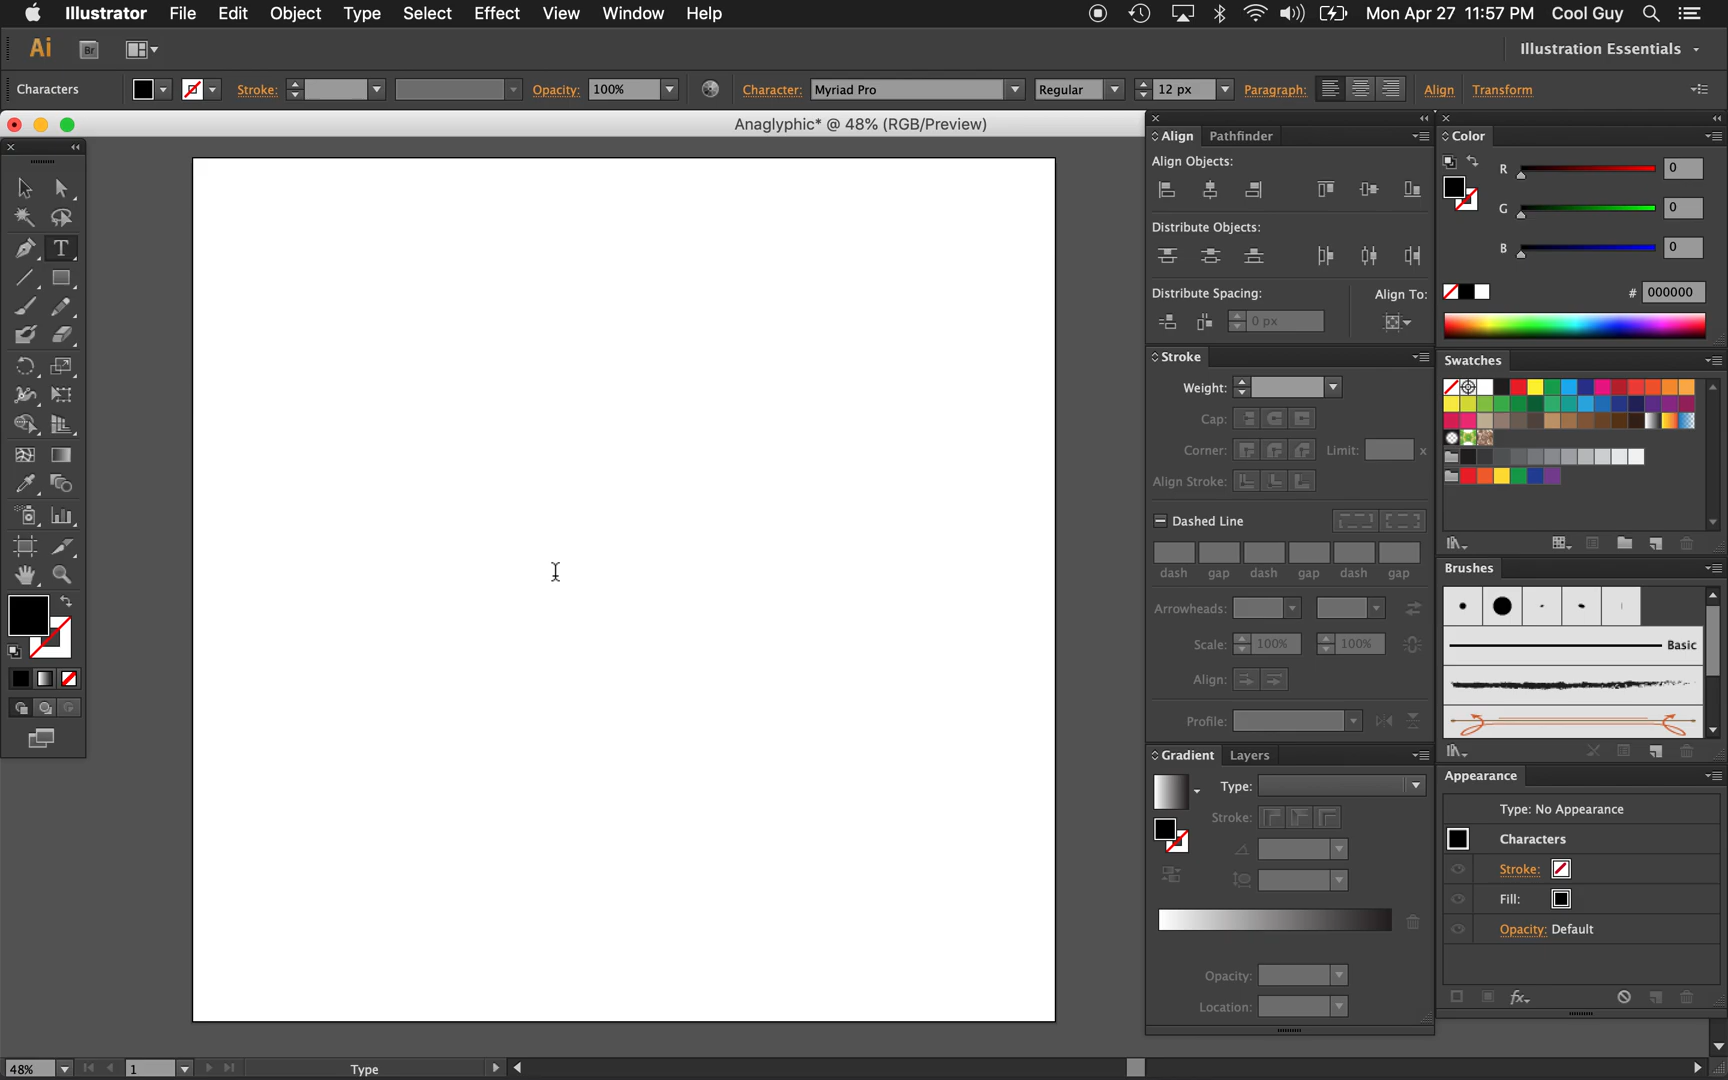 Illustrator File Edit Object Type Select Effect View Window Help Mon Apr 27 11:57 PM Cool Guy
Ai Br Illustration Essentials
Characters Stroke: Opacity: 100% Character: Myriad Pro Regular 12 px Paragraph: Align Transform
Anaglyphic* @ 48% (RGB/Preview)
Align Pathfinder
Align Objects:
Distribute Objects:
Distribute Spacing: Align To:
0 px
Stroke
Weight:
Cap:
Corner: Limit: x
Align Stroke:
Dashed Line
dash gap dash gap dash gap
Arrowheads:
Scale: 100% 100%
Align:
Profile:
Gradient Layers
Type:
Stroke:
Opacity:
Location:
Color
R 0
G 0
B 0
# 000000
Swatches
Brushes
Basic
Appearance
Type: No Appearance
Characters
Stroke:
Fill:
Opacity: Default
fx
48% 1 Type
T